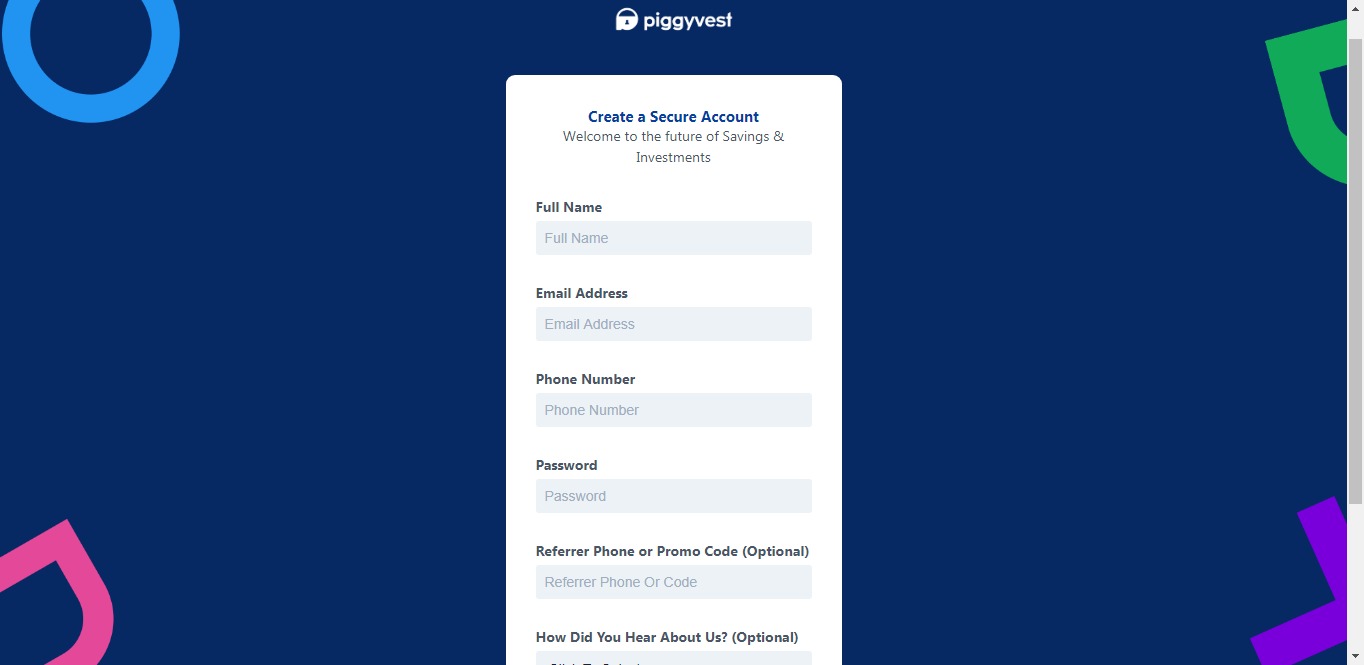 piggyvest
Create a Secure Account
Welcome to the future of Savings &
Investments
Full Name
Full Name
Email Address
Email Address
Phone Number
Phone Number
Password
Password
Referrer Phone or Promo Code (Optional)
Referrer Phone Or Code
How Did You Hear About Us? (Optional)